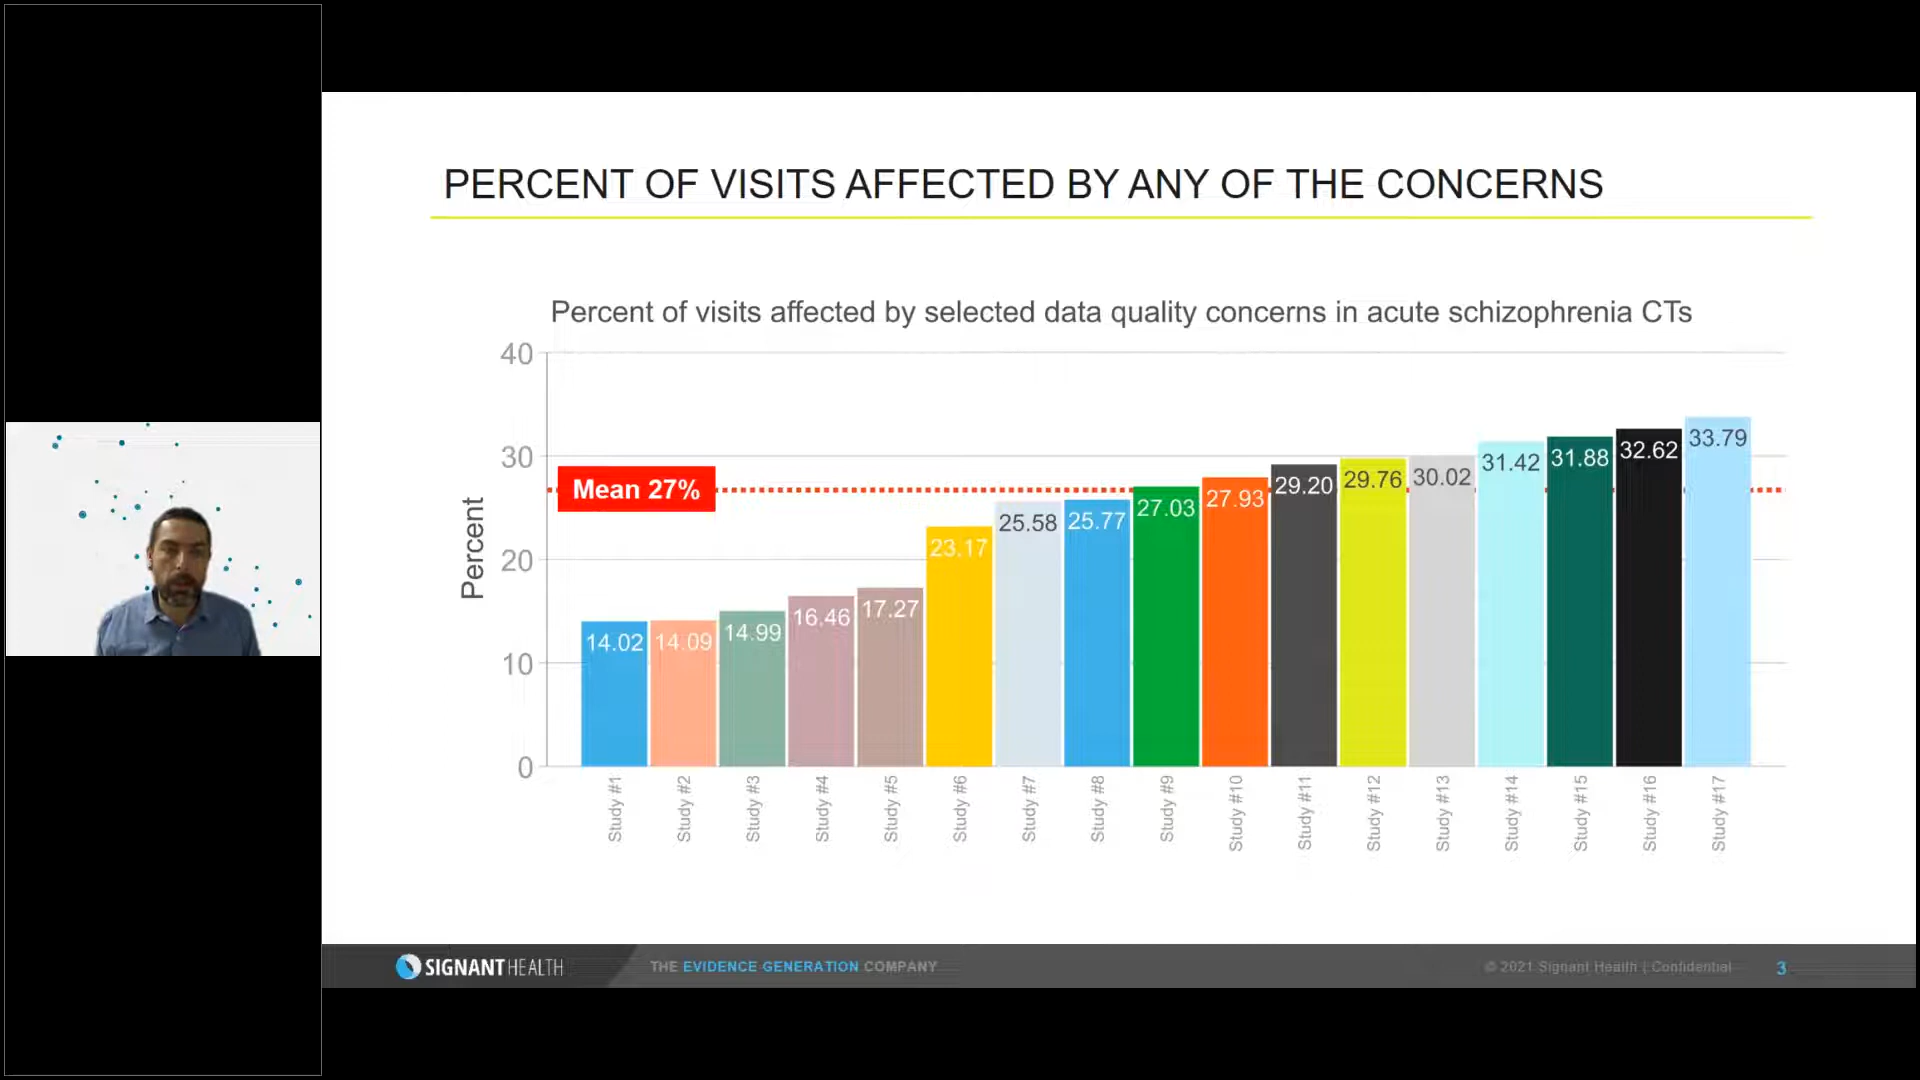 PERCENT OF VISITS AFFECTED BY ANY OF THE CONCERNS
Percent of visits affected by selected data quality concerns in acute schizophrenia CTs
Percent
40
30
20
10
0
Mean 27%
14.02
14.09
14.99
16.46
17.27
23.17
25.58
25.77
27.03
27.93
29.20
29.76
30.02
31.42
31.88
32.62
33.79
Study #1
Study #2
Study #3
Study #4
Study #5
Study #6
Study #7
Study #8
Study #9
Study #10
Study #11
Study #12
Study #13
Study #14
Study #15
Study #16
Study #17
SIGNANT HEALTH
THE EVIDENCE GENERATION COMPANY
© 2021 Signant Health | Confidential
3